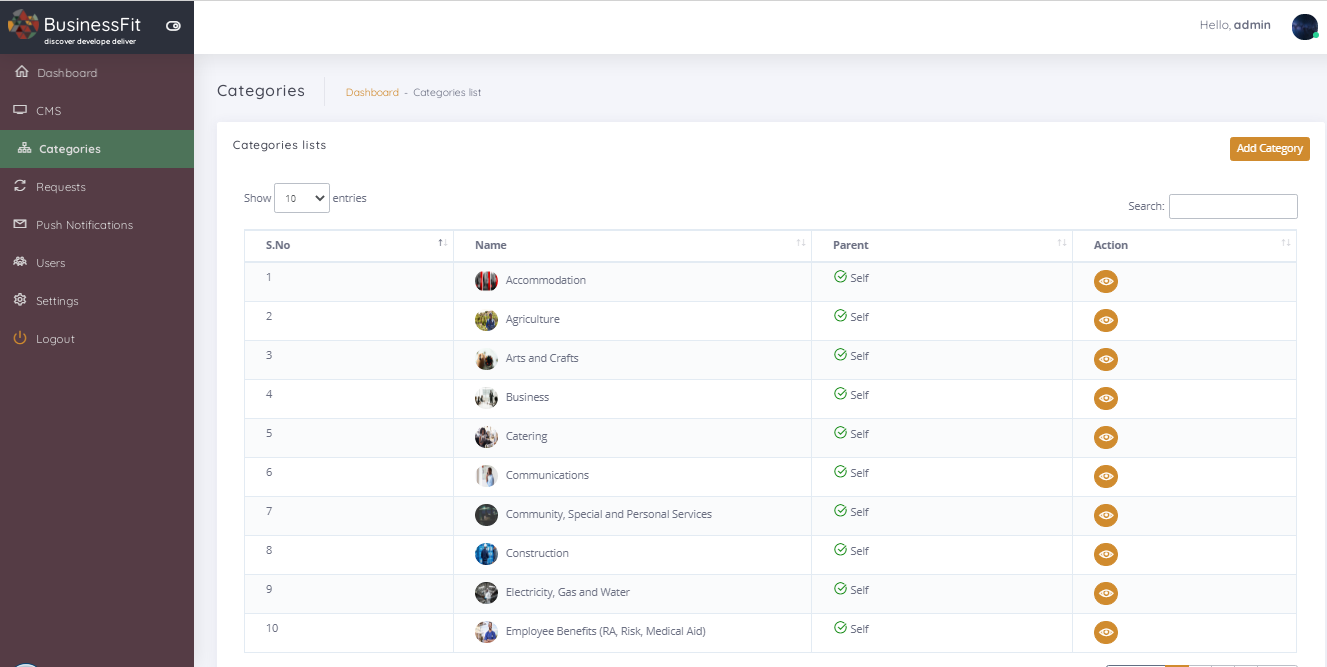 BusinessFit
discover develope deliver
Hello, admin
Dashboard
CMS
Categories
Requests
Push Notifications
Users
Settings
Logout
Categories
Dashboard - Categories list
Categories lists
Add Category
Show 10 entries
Search:
S.No Name Parent Action
1 Accommodation Self
2 Agriculture Self
3 Arts and Crafts Self
4 Business Self
5 Catering Self
6 Communications Self
7 Community, Special and Personal Services Self
8 Construction Self
9 Electricity, Gas and Water Self
10 Employee Benefits (RA, Risk, Medical Aid) Self